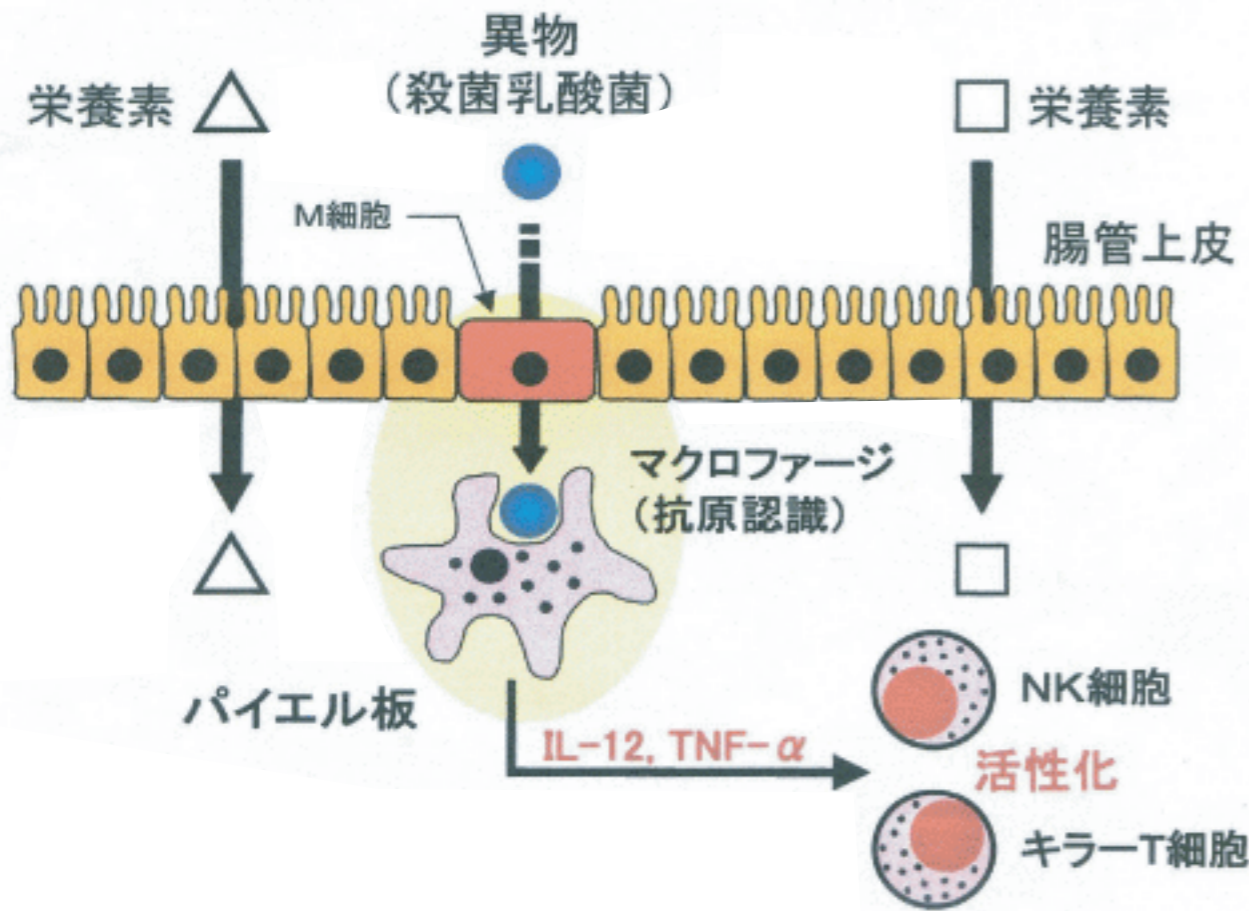 異物
（殺菌乳酸菌）
栄養素
栄養素
M細胞
腸管上皮
マクロファージ
（抗原認識）
パイエル板
NK細胞
IL-12, TNF-α
活性化
キラーT細胞